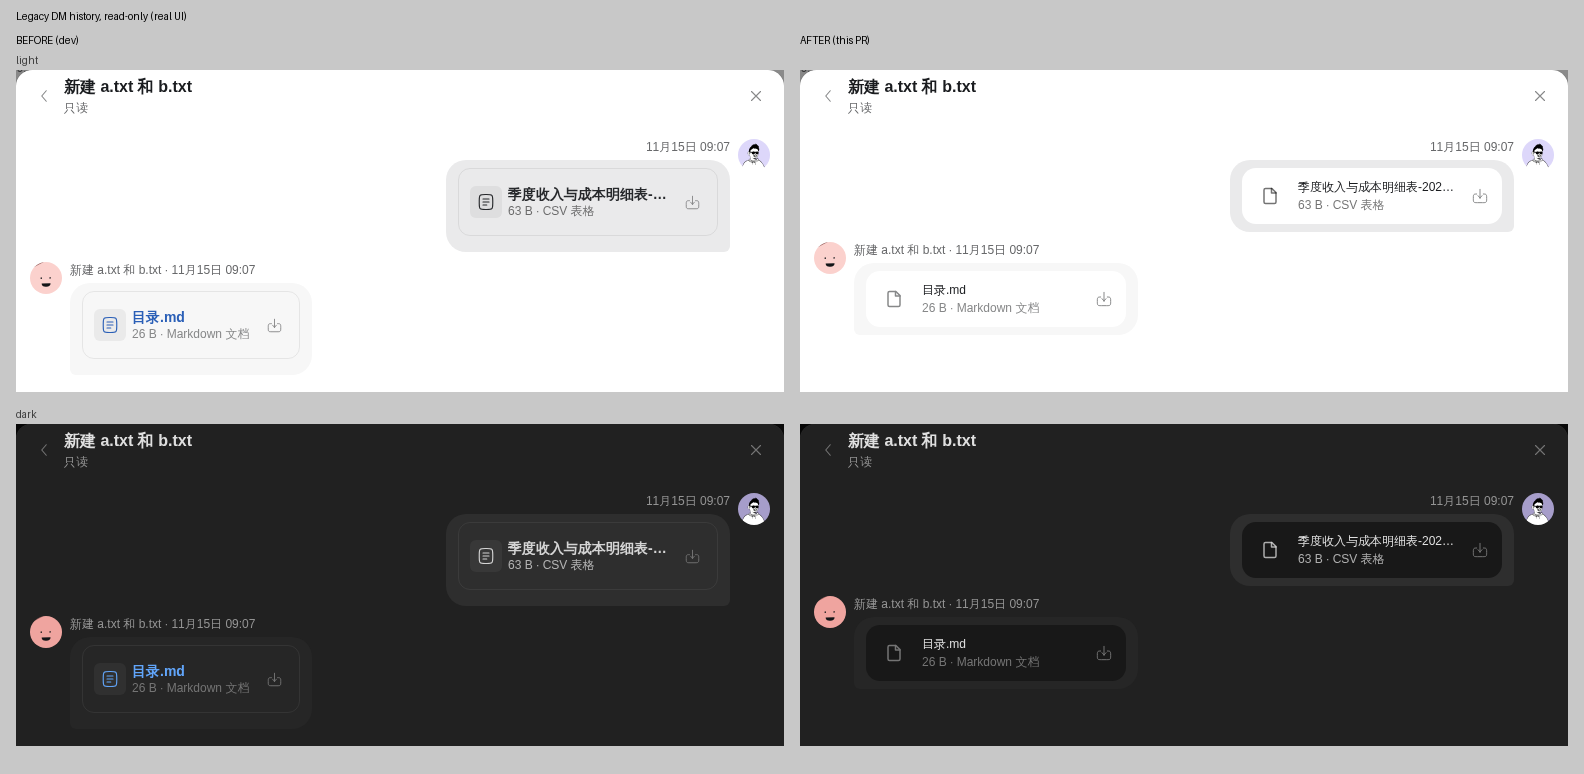 Legacy DM history, read-only (real UI)
BEFORE (dev)
light
新建 a.txt 和 b.txt
只读
11月15日 09:07
季度收入与成本明细表-...
63 B · CSV 表格
新建 a.txt 和 b.txt · 11月15日 09:07
目录.md
26 B · Markdown 文档
AFTER (this PR)
新建 a.txt 和 b.txt
只读
11月15日 09:07
季度收入与成本明细表-202...
63 B · CSV 表格
新建 a.txt 和 b.txt · 11月15日 09:07
目录.md
26 B · Markdown 文档
dark
新建 a.txt 和 b.txt
只读
11月15日 09:07
季度收入与成本明细表-...
63 B · CSV 表格
新建 a.txt 和 b.txt · 11月15日 09:07
目录.md
26 B · Markdown 文档
新建 a.txt 和 b.txt
只读
11月15日 09:07
季度收入与成本明细表-202...
63 B · CSV 表格
新建 a.txt 和 b.txt · 11月15日 09:07
目录.md
26 B · Markdown 文档